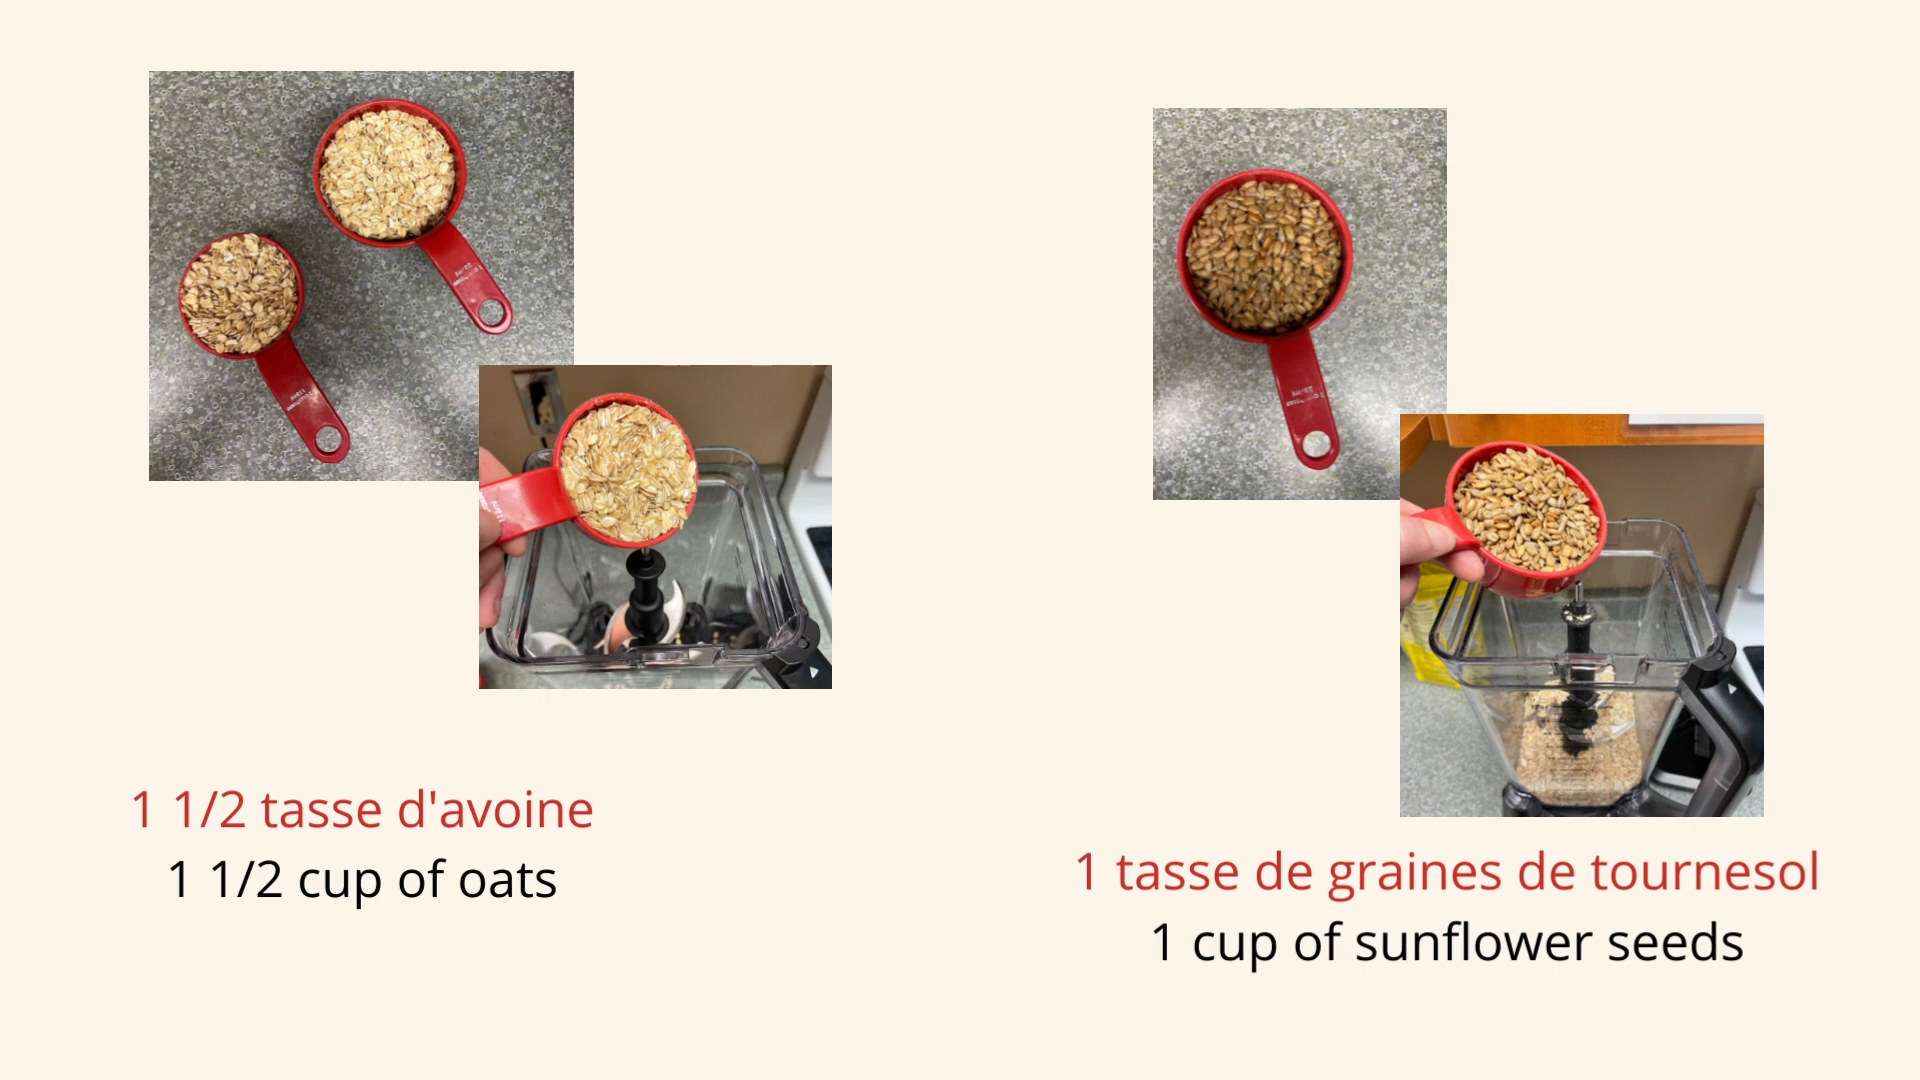 1 1/2 tasse d'avoine
1 1/2 cup of oats
1 tasse de graines de tournesol
1 cup of sunflower seeds